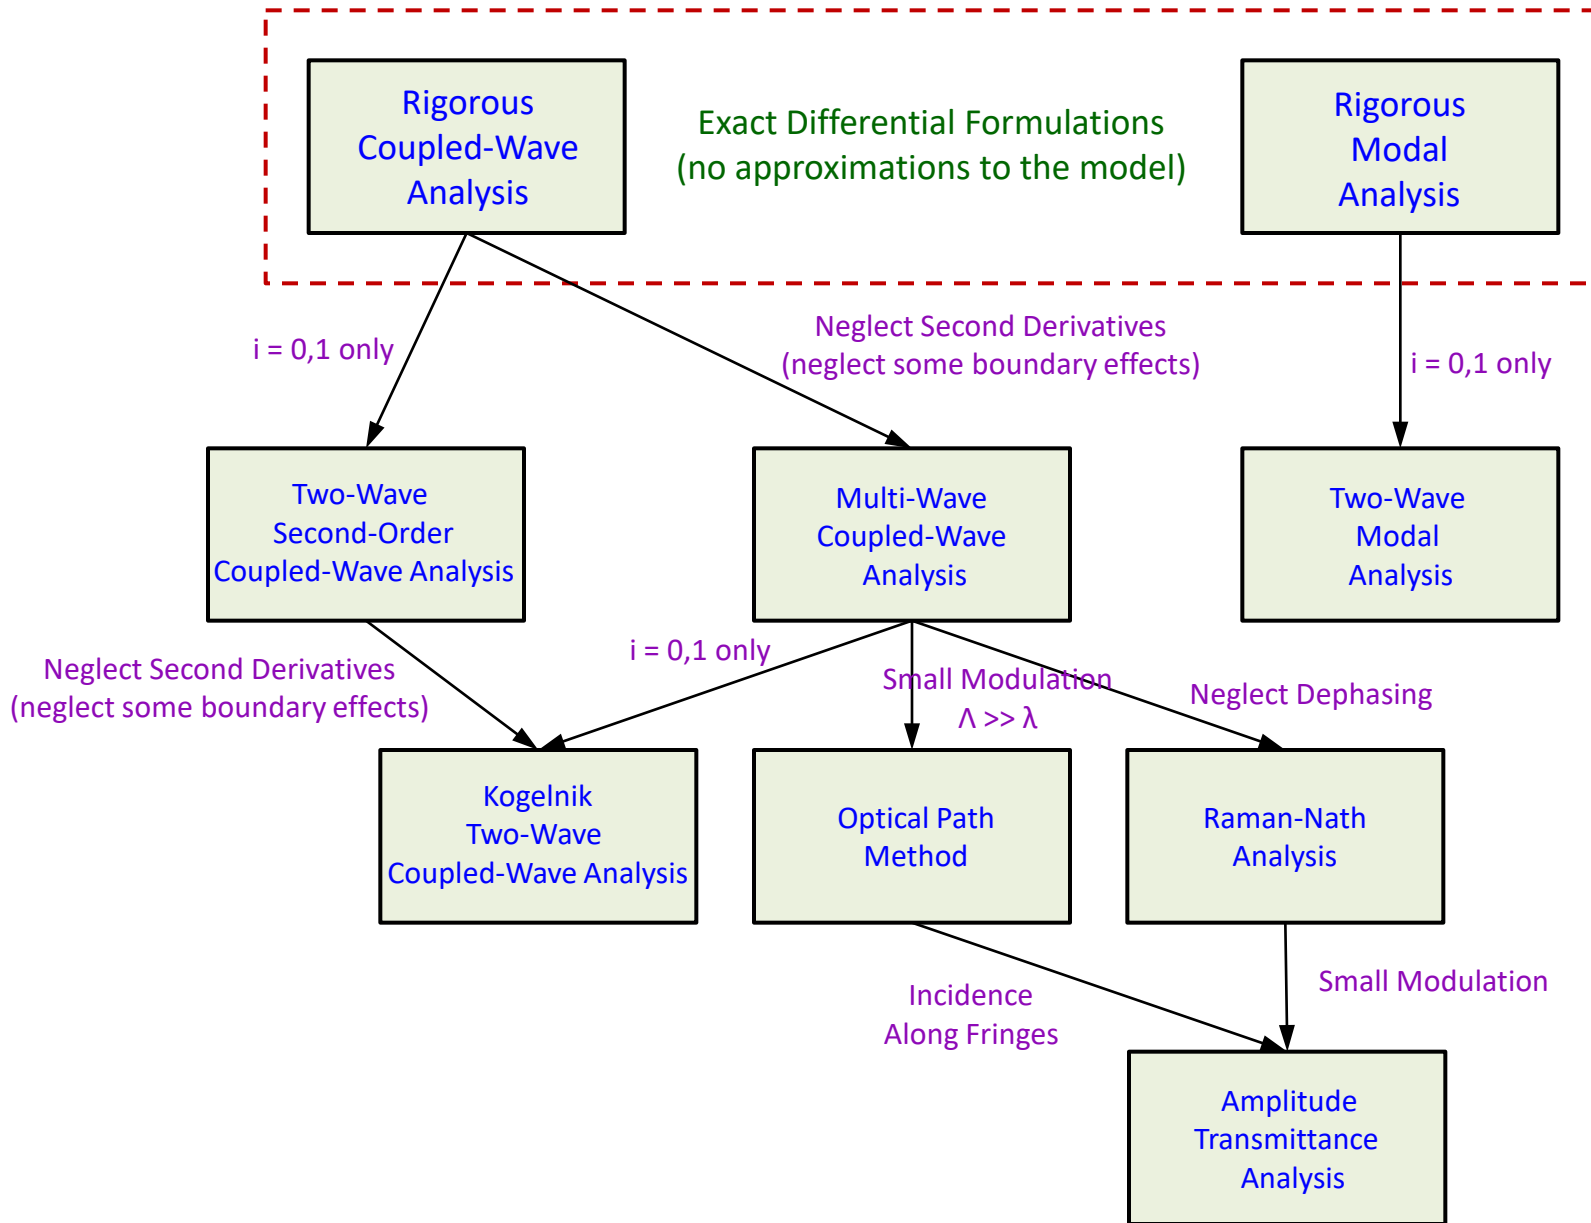 Rigorous
Coupled-Wave
Analysis
Exact Differential Formulations
(no approximations to the model)
Rigorous
Modal
Analysis
i = 0,1 only
Neglect Second Derivatives
(neglect some boundary effects)
i = 0,1 only
Two-Wave
Second-Order
Coupled-Wave Analysis
Multi-Wave
Coupled-Wave
Analysis
Two-Wave
Modal
Analysis
Neglect Second Derivatives
(neglect some boundary effects)
i = 0,1 only
Small Modulation
Λ >> λ
Neglect Dephasing
Kogelnik
Two-Wave
Coupled-Wave Analysis
Optical Path
Method
Raman-Nath
Analysis
Incidence
Along Fringes
Small Modulation
Amplitude
Transmittance
Analysis